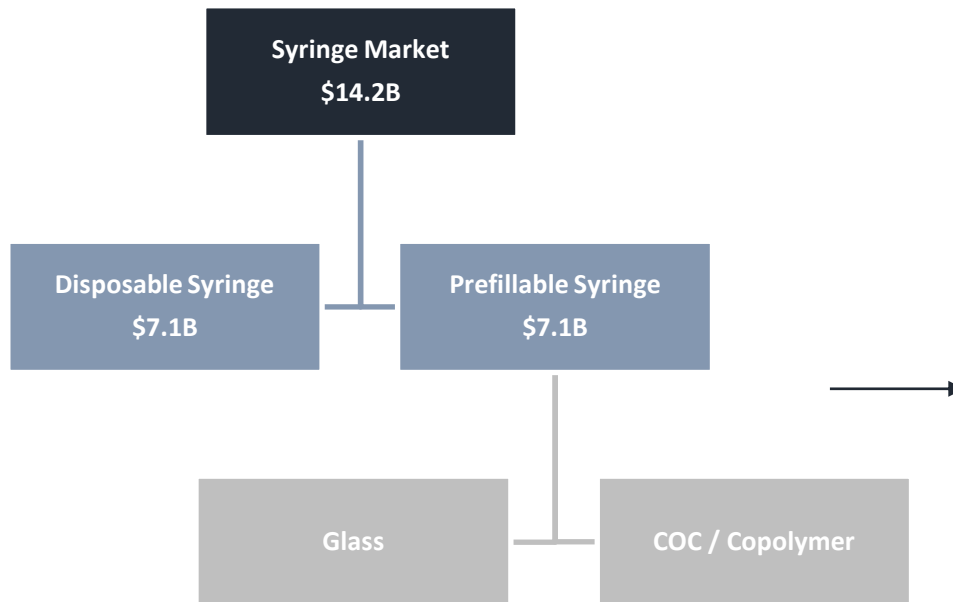 Syringe Market
$14.2B
Disposable Syringe
$7.1B
Prefillable Syringe
$7.1B
Glass
COC / Copolymer